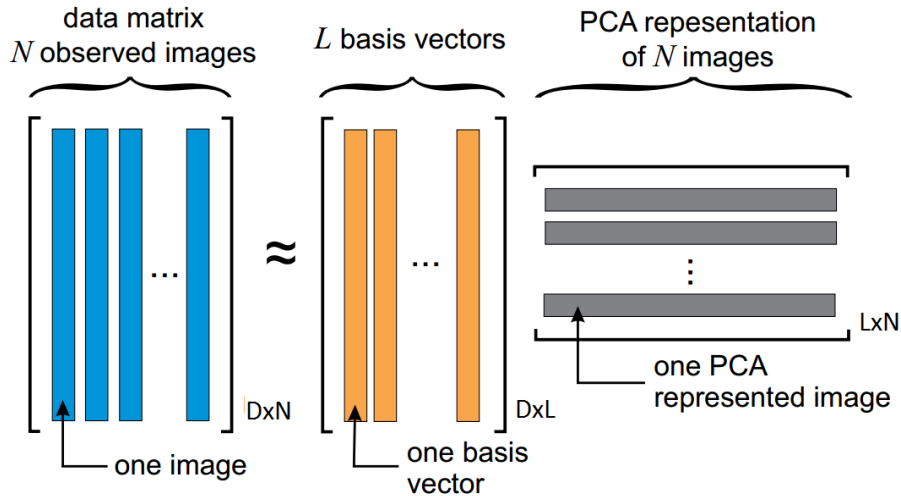 data matrix
N observed images
L basis vectors
PCA repesentation
of N images
...
...
...
≈
DxN
DxL
LxN
one image
one basis
vector
one PCA
represented image